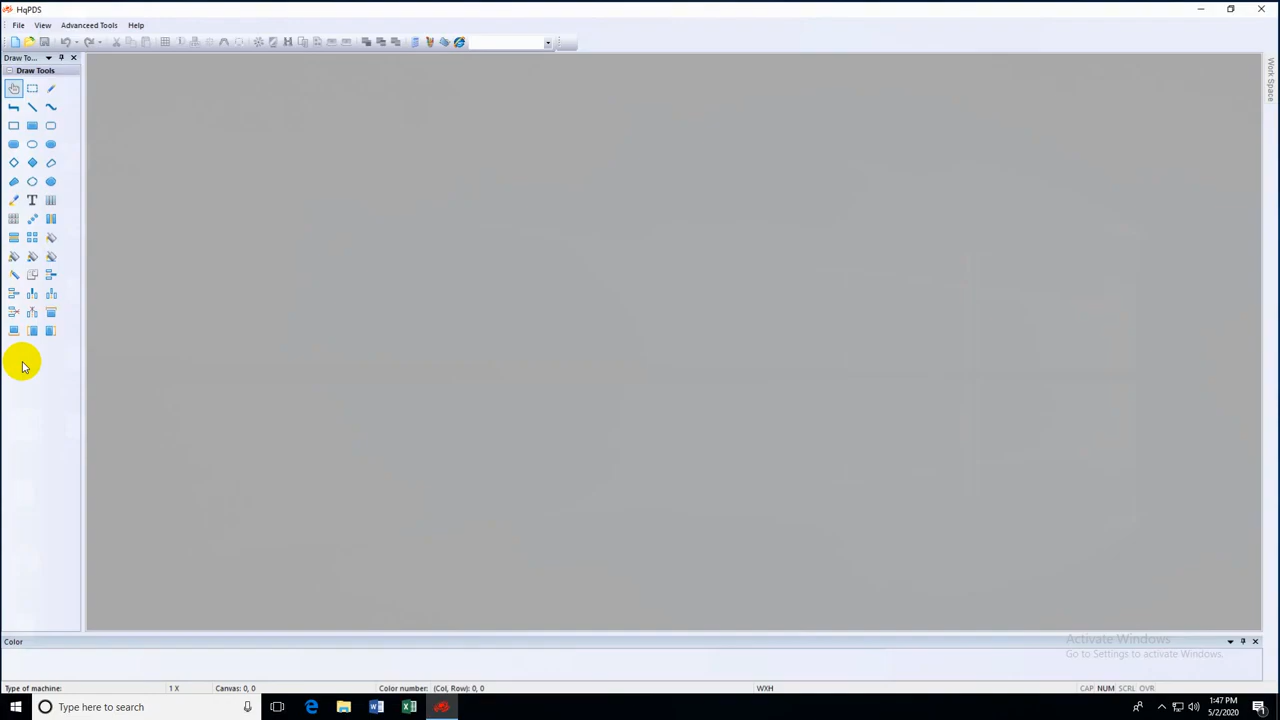 HqPDS
File View Advanceed Tools Help
Draw To...
Draw Tools
T
Work Space
Color
Activate Windows
Go to Settings to activate Windows.
Type of machine: 1 X Canvas: 0, 0 Color number: (Col, Row): 0, 0 WXH CAP NUM SCRL OVR
Type here to search
1:47 PM
5/2/2020